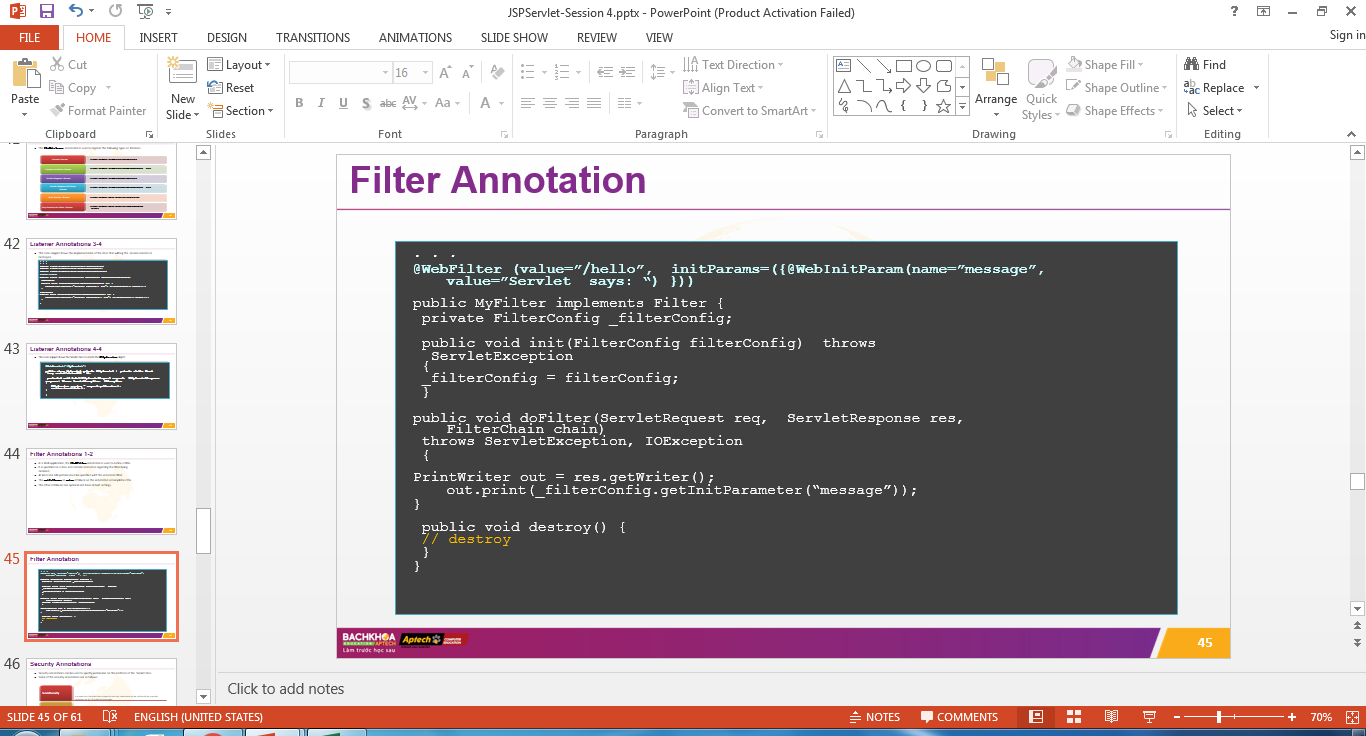 JSPServlet-Session 4.pptx - PowerPoint (Product Activation Failed)
FILE HOME INSERT DESIGN TRANSITIONS ANIMATIONS SLIDE SHOW REVIEW VIEW Sign in
Paste
Cut
Copy
Format Painter
Clipboard
New
Slide
Layout
Reset
Section
Slides
16
Font
Text Direction
Align Text
Convert to SmartArt
Paragraph
Arrange
Quick
Styles
Shape Fill
Shape Outline
Shape Effects
Drawing
Find
Replace
Select
Editing
42
Listener Annotations 3-4
43
Listener Annotations 4-4
44
Filter Annotations 1-2
45
Filter Annotation
46
Security Annotations
Filter Annotation
. . .
@WebFilter (value=”/hello”, initParams=({@WebInitParam(name=”message”,
value=”Servlet says: “) }))
public MyFilter implements Filter {
private FilterConfig _filterConfig;
public void init(FilterConfig filterConfig) throws
ServletException
{
_filterConfig = filterConfig;
}
public void doFilter(ServletRequest req, ServletResponse res,
FilterChain chain)
throws ServletException, IOException
{
PrintWriter out = res.getWriter();
out.print(_filterConfig.getInitParameter(“message”));
}
public void destroy() {
// destroy
}
}
BACHKHOA
Aptech
COMPUTER
EDUCATION
Làm trước học sau
45
Click to add notes
SLIDE 45 OF 61 ENGLISH (UNITED STATES) NOTES COMMENTS 70%